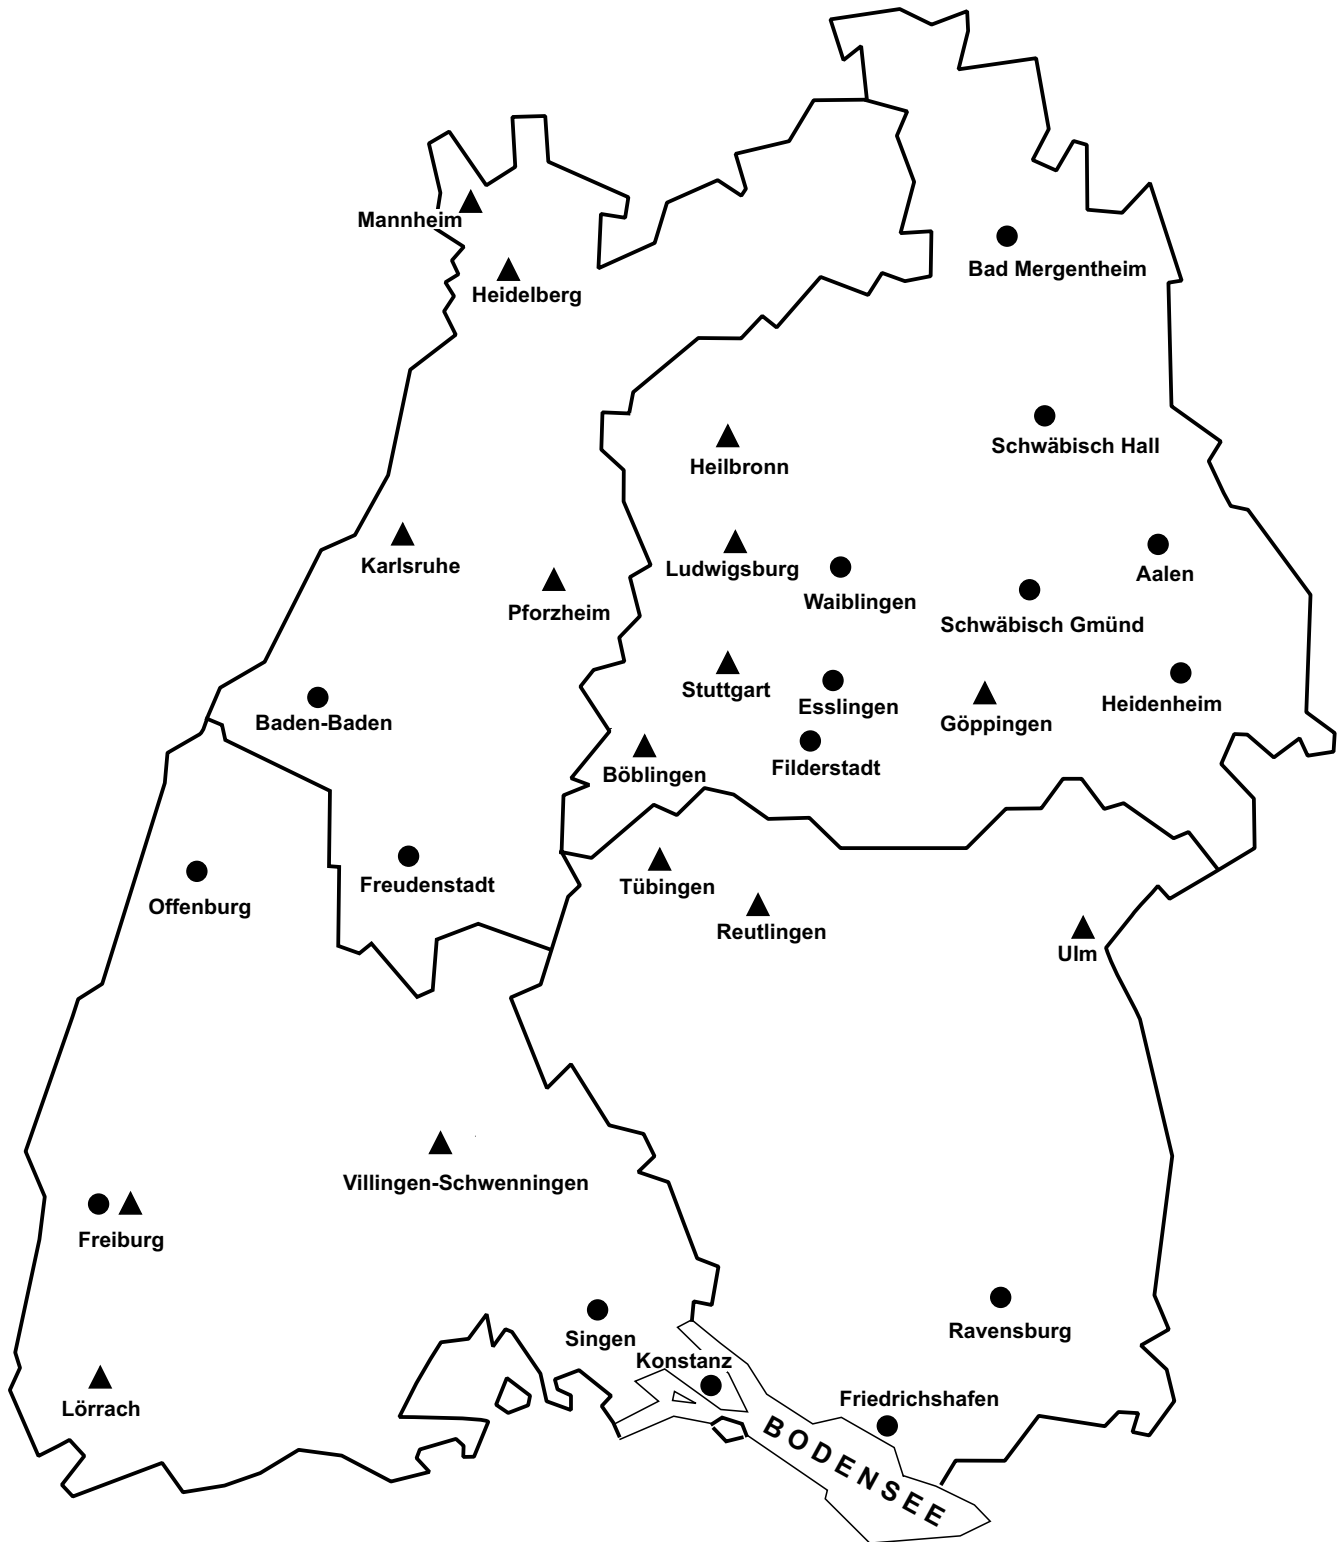 Mannheim
Bad Mergentheim
Heidelberg
Schwäbisch Hall
Heilbronn
Karlsruhe
Ludwigsburg
Aalen
Waiblingen
Pforzheim
Schwäbisch Gmünd
Stuttgart
Esslingen
Heidenheim
Baden-Baden
Göppingen
Filderstadt
Böblingen
Freudenstadt
Tübingen
Offenburg
Reutlingen
Ulm
Villingen-Schwenningen
Freiburg
Ravensburg
Singen
Konstanz
Friedrichshafen
Lörrach
BODENSEE